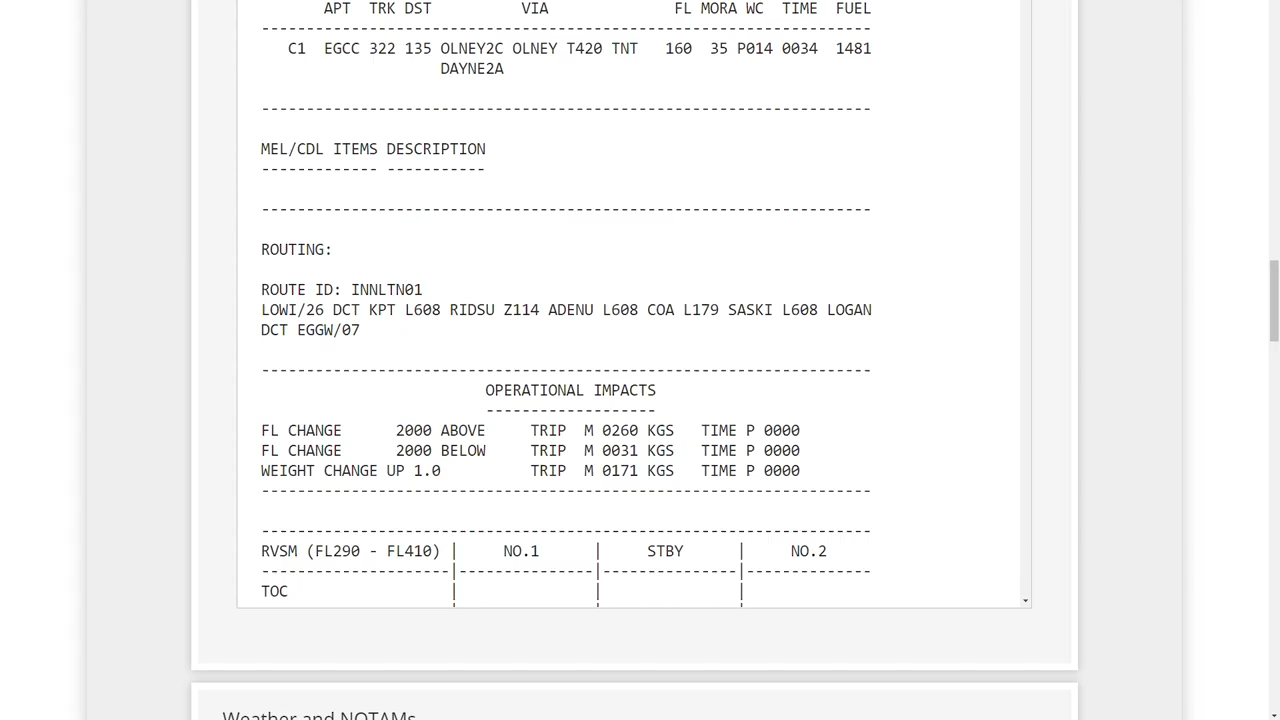 APT TRK DST VIA FL MORA WC TIME FUEL
--------------------------------------------------------------------
C1 EGCC 322 135 OLNEY2C OLNEY T420 TNT 160 35 P014 0034 1481
DAYNE2A
--------------------------------------------------------------------
MEL/CDL ITEMS DESCRIPTION
------------- -----------
--------------------------------------------------------------------
ROUTING:
ROUTE ID: INNLTN01
LOWI/26 DCT KPT L608 RIDSU Z114 ADENU L608 COA L179 SASKI L608 LOGAN
DCT EGGW/07
--------------------------------------------------------------------
OPERATIONAL IMPACTS
-------------------
FL CHANGE 2000 ABOVE TRIP M 0260 KGS TIME P 0000
FL CHANGE 2000 BELOW TRIP M 0031 KGS TIME P 0000
WEIGHT CHANGE UP 1.0 TRIP M 0171 KGS TIME P 0000
--------------------------------------------------------------------
--------------------------------------------------------------------
RVSM (FL290 - FL410) | NO.1 | STBY | NO.2
---------------------|---------------|---------------|--------------
TOC | | |
Weather and NOTAMs